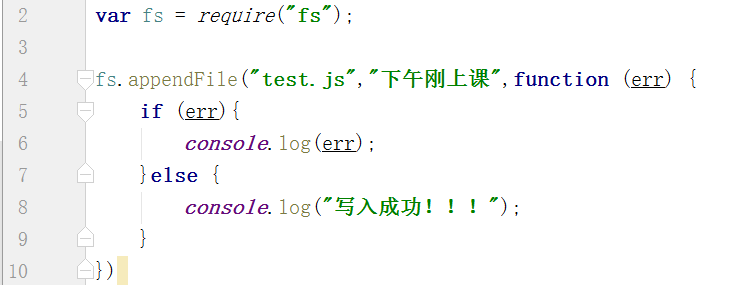 2 var fs = require("fs");
3
4 fs.appendFile("test.js","下午刚上课",function (err) {
5     if (err){
6         console.log(err);
7     }else {
8         console.log("写入成功！！！");
9     }
10 })